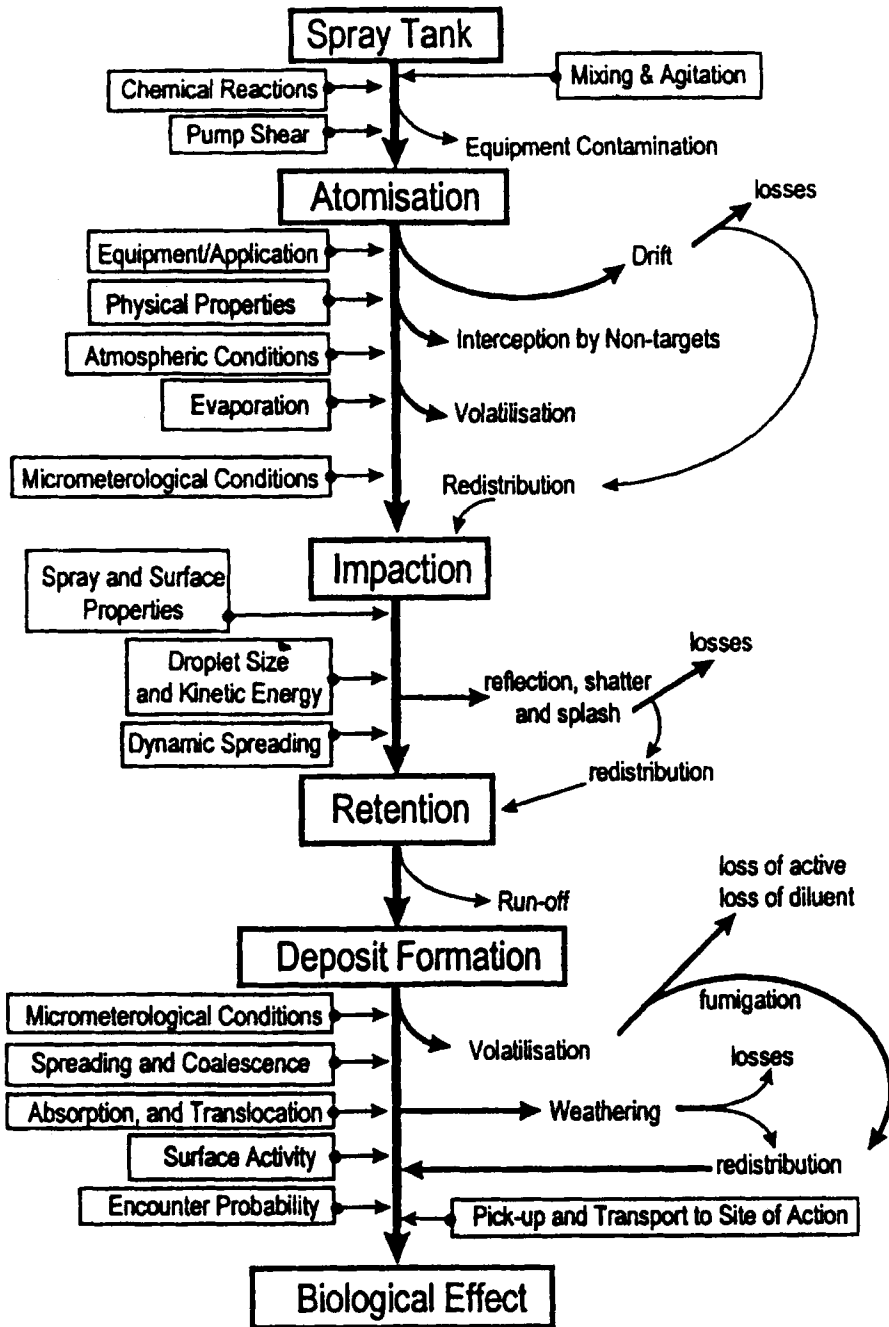 Spray Tank
Chemical Reactions
Mixing & Agitation
Pump Shear
Equipment Contamination
Atomisation
losses
Equipment/Application
Drift
Physical Properties
Interception by Non-targets
Atmospheric Conditions
Evaporation
Volatilisation
Micrometerological Conditions
Redistribution
Impaction
Spray and Surface
Properties
Droplet Size
and Kinetic Energy
losses
reflection, shatter
and splash
Dynamic Spreading
redistribution
Retention
loss of active
loss of diluent
Run-off
Deposit Formation
Micrometerological Conditions
fumigation
Volatilisation
Spreading and Coalescence
losses
Absorption, and Translocation
Weathering
Surface Activity
redistribution
Encounter Probability
Pick-up and Transport to Site of Action
Biological Effect